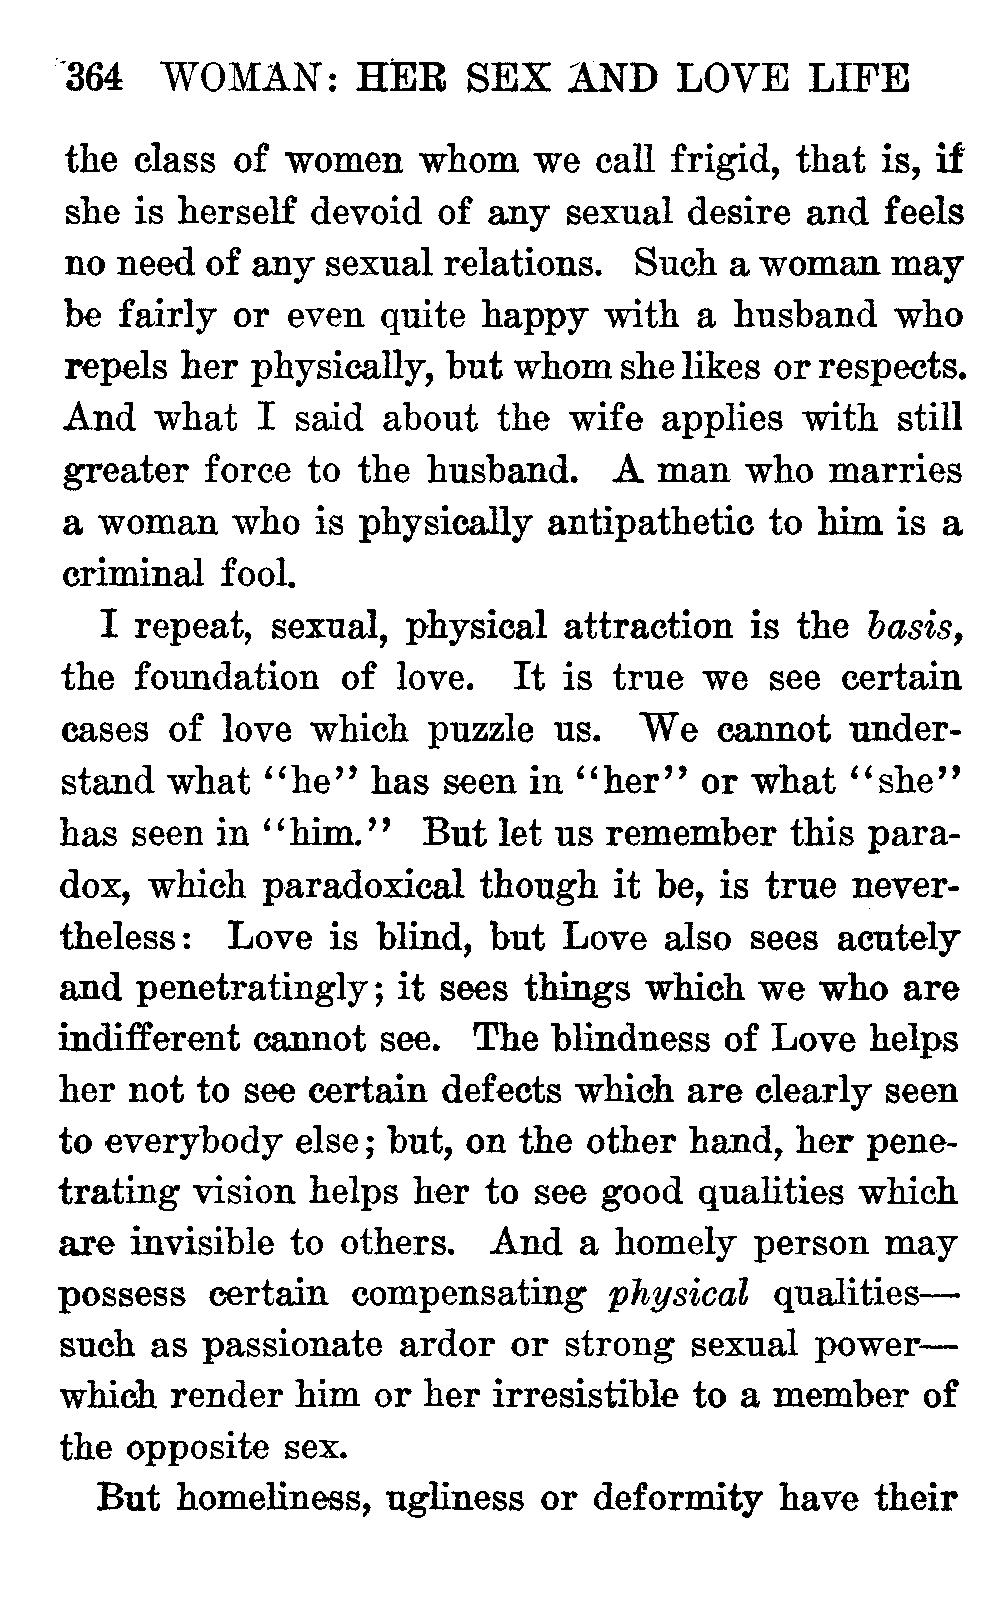 364 WOMAN: HER SEX AND LOVE LIFE
the class of women whom we call frigid, that is, if
she is herself devoid of any sexual desire and feels
no need of any sexual relations. Such a woman may
be fairly or even quite happy with a husband who
repels her physically, but whom she likes or respects.
And what I said about the wife applies with still
greater force to the husband. A man who marries
a woman who is physically antipathetic to him is a
criminal fool.
I repeat, sexual, physical attraction is the basis,
the foundation of love. It is true we see certain
cases of love which puzzle us. We cannot under-
stand what “he” has seen in “her” or what “she”
has seen in “him.” But let us remember this para-
dox, which paradoxical though it be, is true never-
theless: Love is blind, but Love also sees acutely
and penetratingly; it sees things which we who are
indifferent cannot see. The blindness of Love helps
her not to see certain defects which are clearly seen
to everybody else; but, on the other hand, her pene-
trating vision helps her to see good qualities which
are invisible to others. And a homely person may
possess certain compensating physical qualities—
such as passionate ardor or strong sexual power—
which render him or her irresistible to a member of
the opposite sex.
But homeliness, ugliness or deformity have their